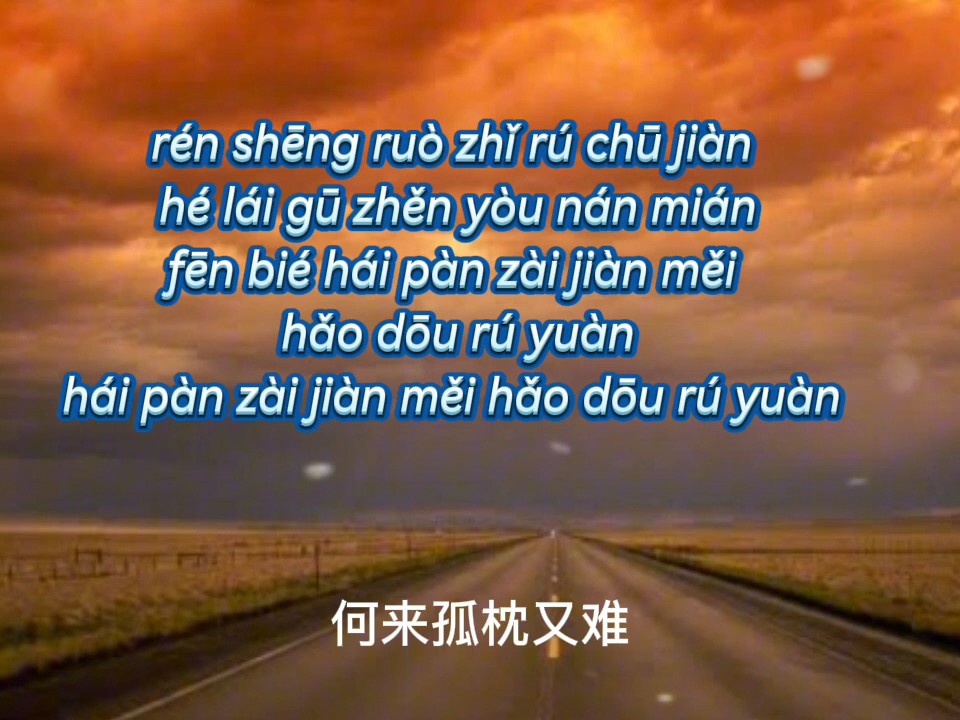 rén shēng ruò zhǐ rú chū jiàn
hé lái gū zhěn yòu nán mián
fēn bié hái pàn zài jiàn měi
hǎo dōu rú yuàn
hái pàn zài jiàn měi hǎo dōu rú yuàn
何来孤枕又难